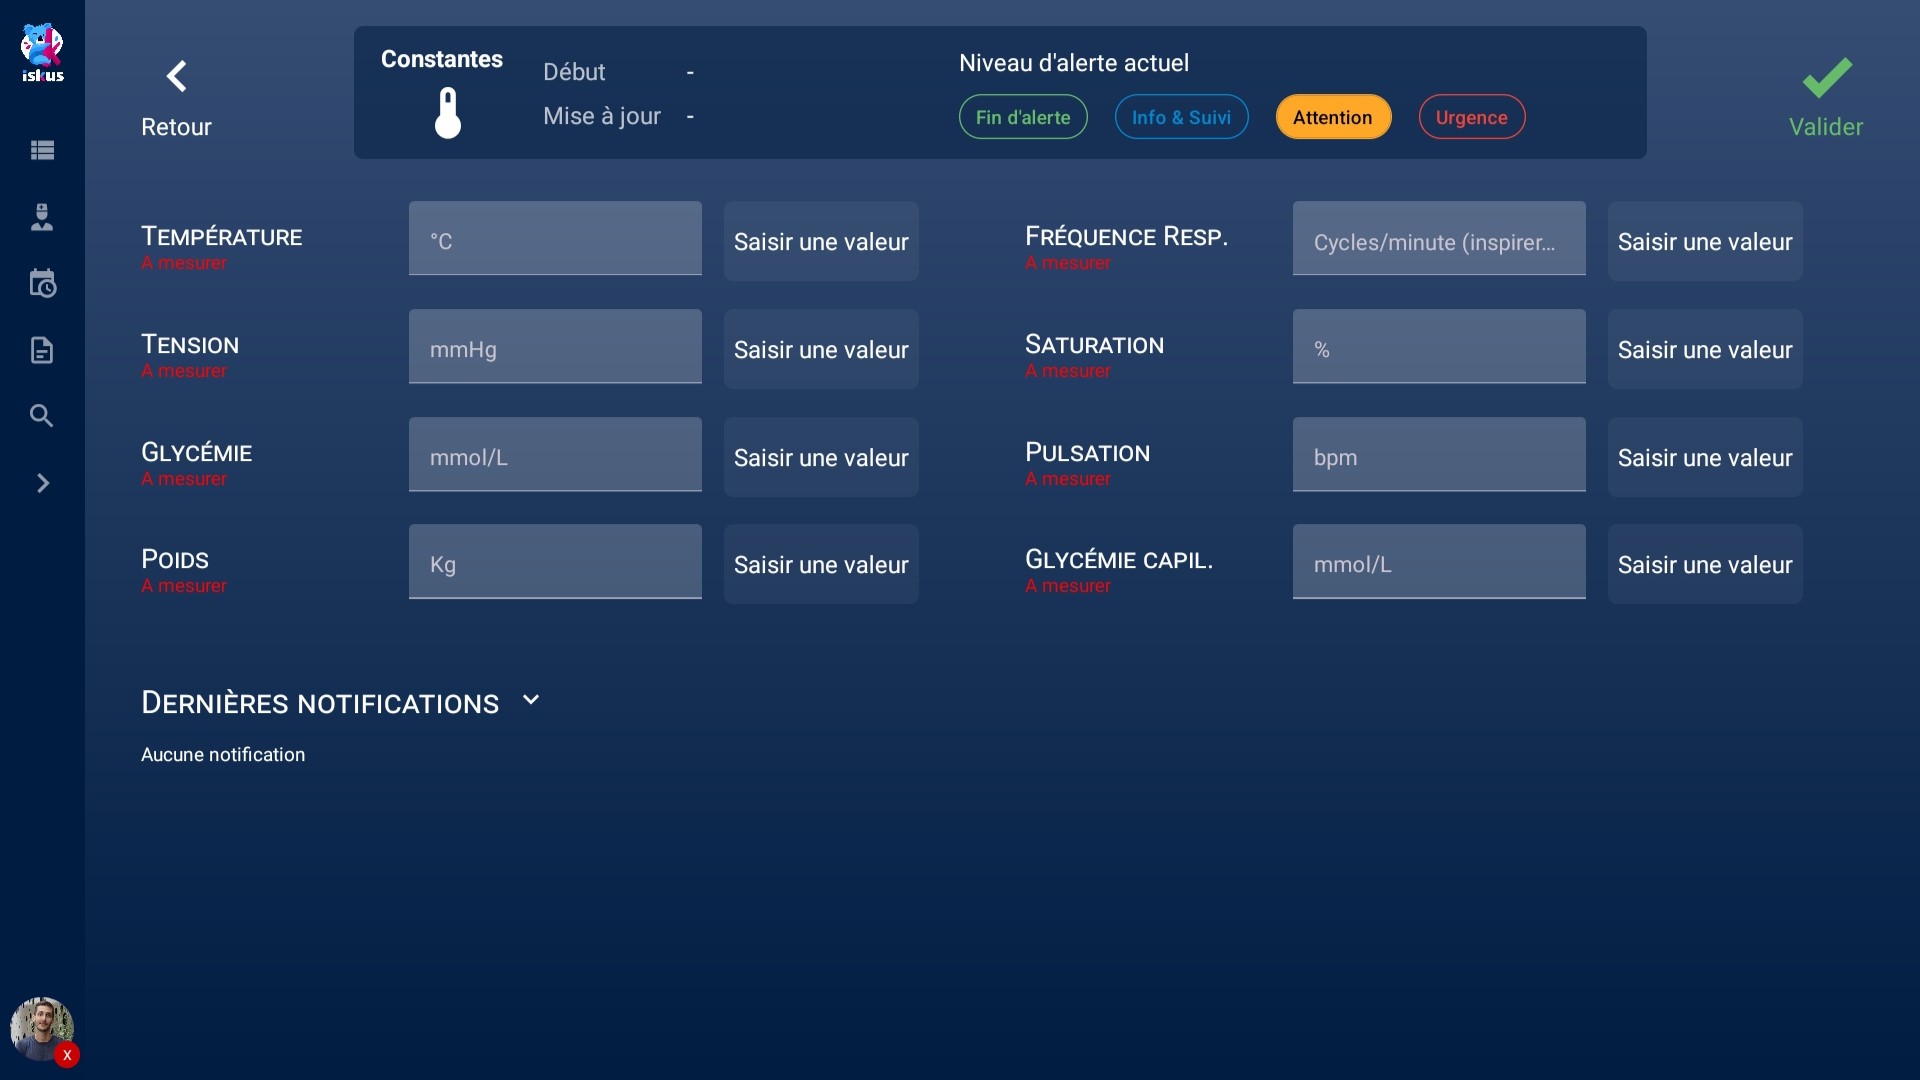 iskus
Retour
Constantes
Début -
Mise à jour -
Niveau d'alerte actuel
Fin d'alerte
Info & Suivi
Attention
Urgence
Valider
TEMPÉRATURE
A mesurer
°C
Saisir une valeur
FRÉQUENCE RESP.
A mesurer
Cycles/minute (inspirer...
Saisir une valeur
TENSION
A mesurer
mmHg
Saisir une valeur
SATURATION
A mesurer
%
Saisir une valeur
GLYCÉMIE
A mesurer
mmol/L
Saisir une valeur
PULSATION
A mesurer
bpm
Saisir une valeur
POIDS
A mesurer
Kg
Saisir une valeur
GLYCÉMIE CAPIL.
A mesurer
mmol/L
Saisir une valeur
DERNIÈRES NOTIFICATIONS
Aucune notification
X